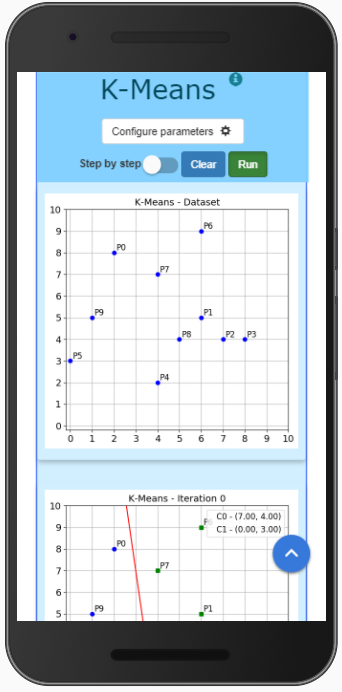 K-Means
i
Configure parameters
Step by step Clear Run
K-Means - Dataset
10
9
8
7
6
5
4
3
2
1
0
P6
P0
P7
P9
P1
P8
P2
P3
P5
P4
0 1 2 3 4 5 6 7 8 9 10
K-Means - Iteration 0
10
9
8
7
6
5
C0 - (7.00, 4.00)
C1 - (0.00, 3.00)
P0
P7
P9
P1